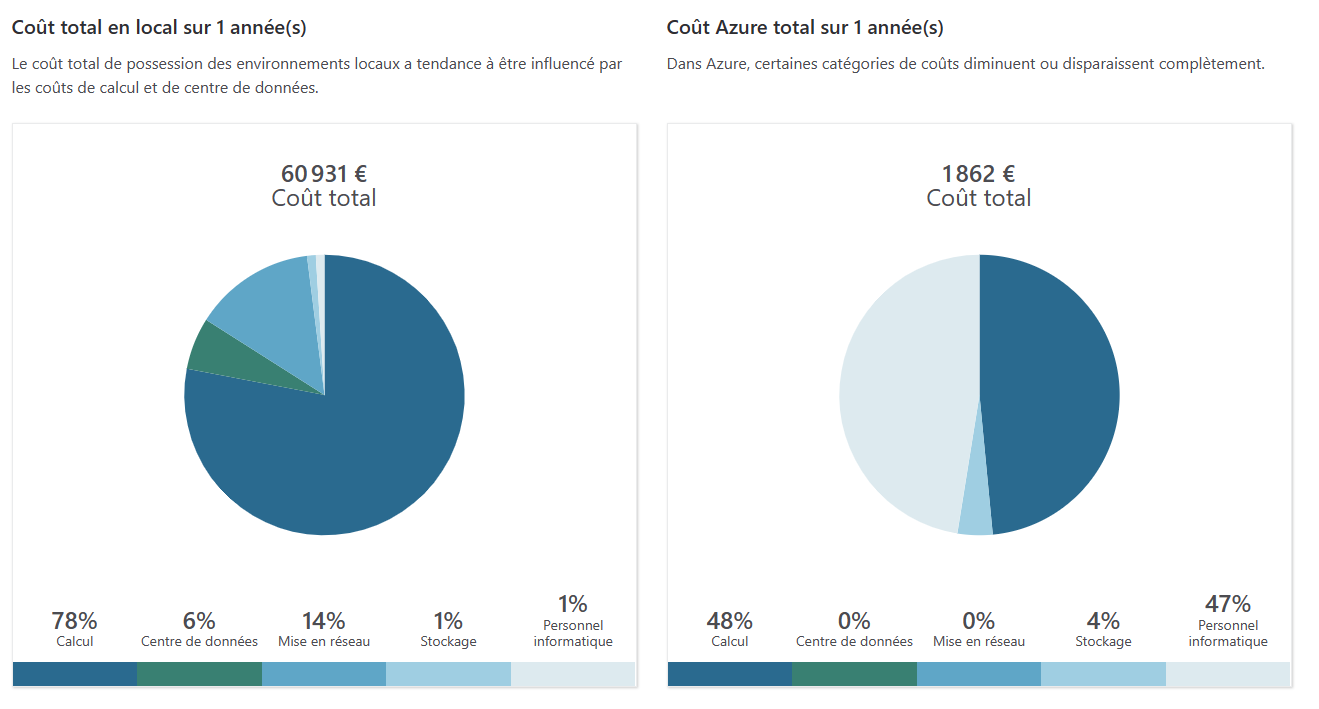 Coût total en local sur 1 année(s)
Le coût total de possession des environnements locaux a tendance à être influencé par
les coûts de calcul et de centre de données.
60 931 €
Coût total
78%
Calcul
6%
Centre de données
14%
Mise en réseau
1%
Stockage
1%
Personnel
informatique
Coût Azure total sur 1 année(s)
Dans Azure, certaines catégories de coûts diminuent ou disparaissent complètement.
1 862 €
Coût total
48%
Calcul
0%
Centre de données
0%
Mise en réseau
4%
Stockage
47%
Personnel
informatique